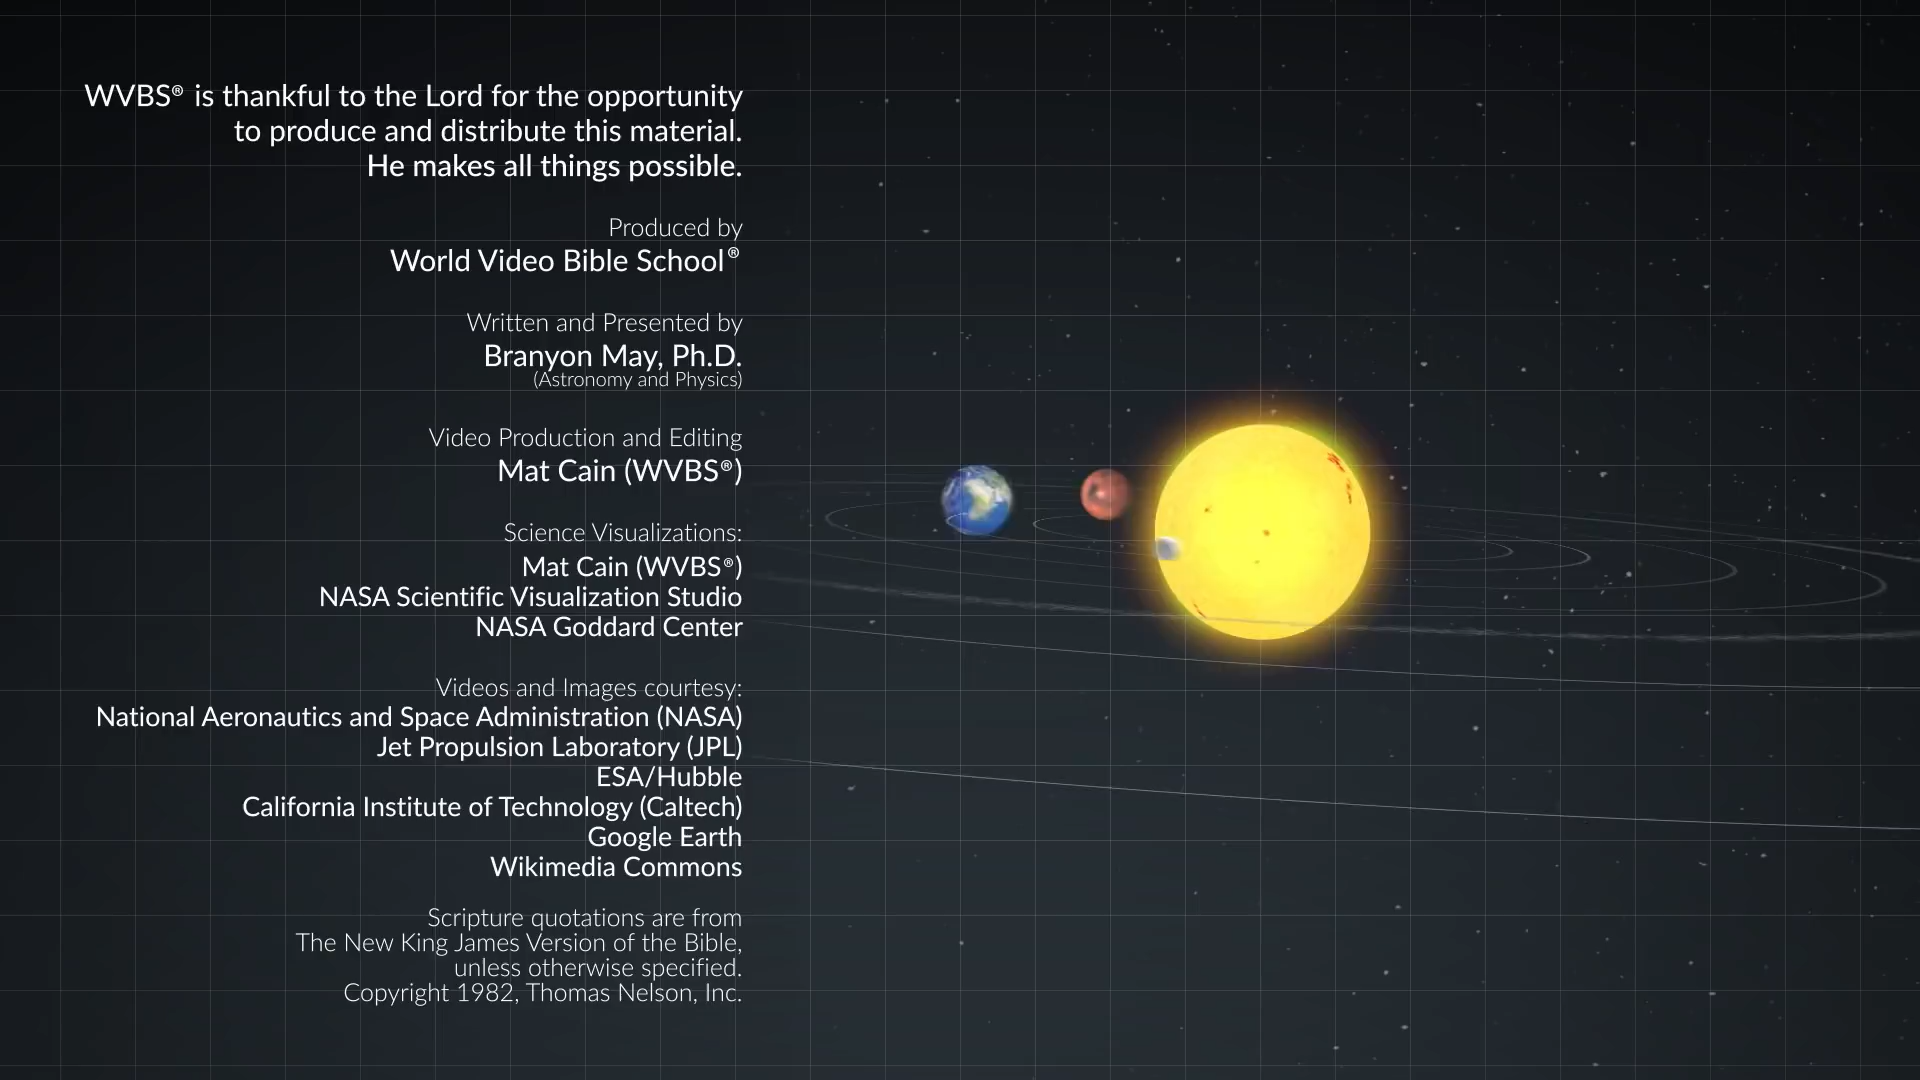 WVBS® is thankful to the Lord for the opportunity
to produce and distribute this material.
He makes all things possible.
Produced by
World Video Bible School®
Written and Presented by
Branyon May, Ph.D.
(Astronomy and Physics)
Video Production and Editing
Mat Cain (WVBS®)
Science Visualizations:
Mat Cain (WVBS®)
NASA Scientific Visualization Studio
NASA Goddard Center
Videos and Images courtesy:
National Aeronautics and Space Administration (NASA)
Jet Propulsion Laboratory (JPL)
ESA/Hubble
California Institute of Technology (Caltech)
Google Earth
Wikimedia Commons
Scripture quotations are from
The New King James Version of the Bible,
unless otherwise specified.
Copyright 1982, Thomas Nelson, Inc.